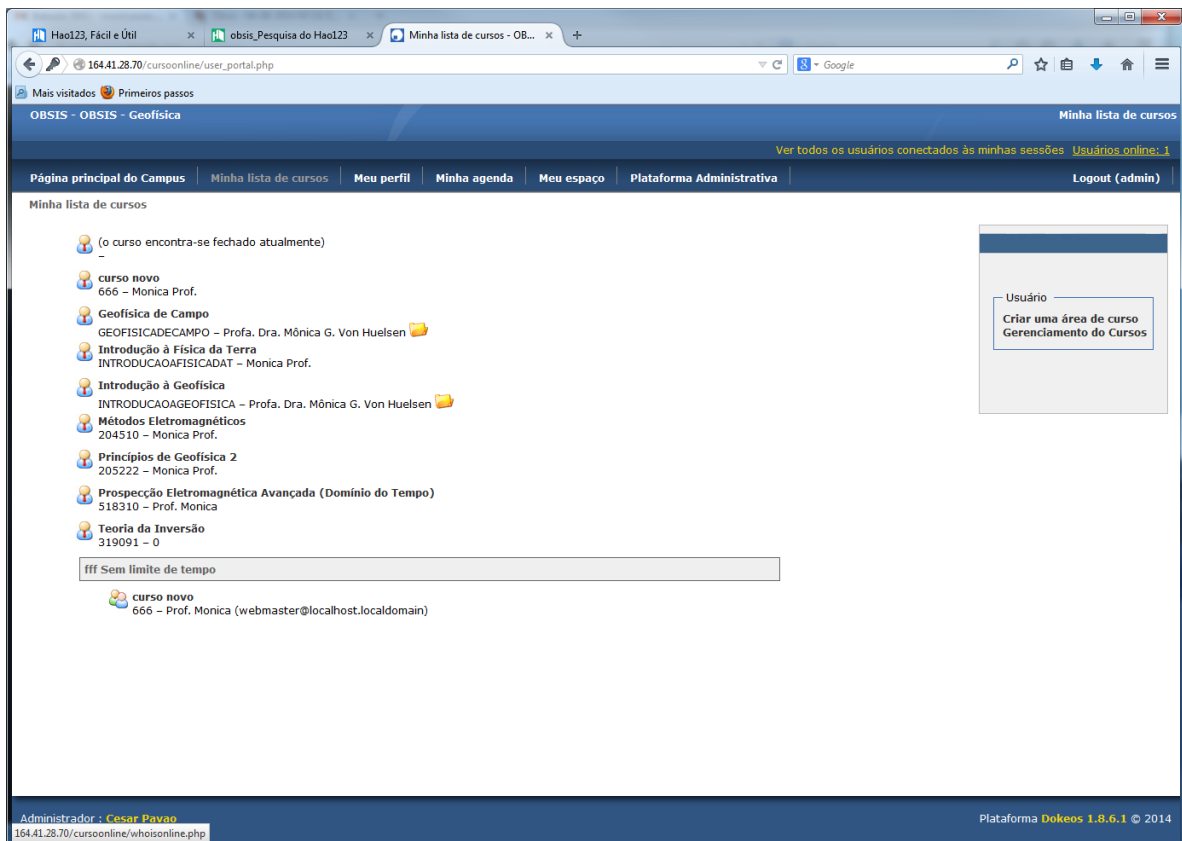 Hao123, Fácil e Útil
obsis_Pesquisa do Hao123
Minha lista de cursos - OB...
164.41.28.70/cursoonline/user_portal.php
Google
Mais visitados
Primeiros passos
OBSIS - OBSIS - Geofísica
Minha lista de cursos
Ver todos os usuários conectados às minhas sessões Usuários online: 1
Página principal do Campus
Minha lista de cursos
Meu perfil
Minha agenda
Meu espaço
Plataforma Administrativa
Logout (admin)
Minha lista de cursos
(o curso encontra-se fechado atualmente)
–
curso novo
666 – Monica Prof.
Geofísica de Campo
GEOFISICADECAMPO – Profa. Dra. Mônica G. Von Huelsen
Introdução à Física da Terra
INTRODUCAOAFISICADAT – Monica Prof.
Introdução à Geofísica
INTRODUCAOAGEOFISICA – Profa. Dra. Mônica G. Von Huelsen
Métodos Eletromagnéticos
204510 – Monica Prof.
Princípios de Geofísica 2
205222 – Monica Prof.
Prospecção Eletromagnética Avançada (Domínio do Tempo)
518310 – Prof. Monica
Teoria da Inversão
319091 – 0
fff Sem limite de tempo
curso novo
666 – Prof. Monica (webmaster@localhost.localdomain)
Usuário
Criar uma área de curso
Gerenciamento do Cursos
Administrador : Cesar Pavao
Plataforma Dokeos 1.8.6.1 © 2014
164.41.28.70/cursoonline/whoisonline.php